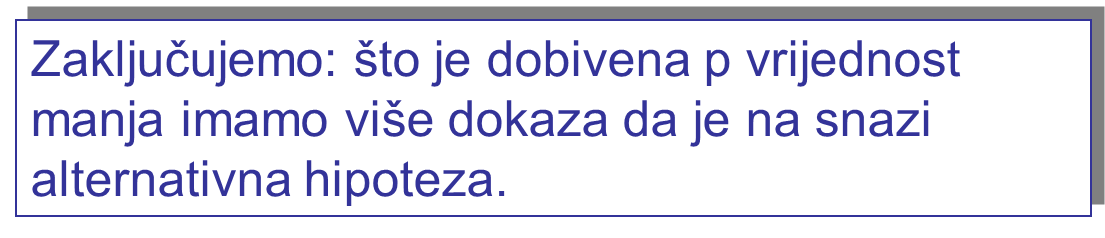 Zaključujemo: što je dobivena p vrijednost
manja imamo više dokaza da je na snazi
alternativna hipoteza.